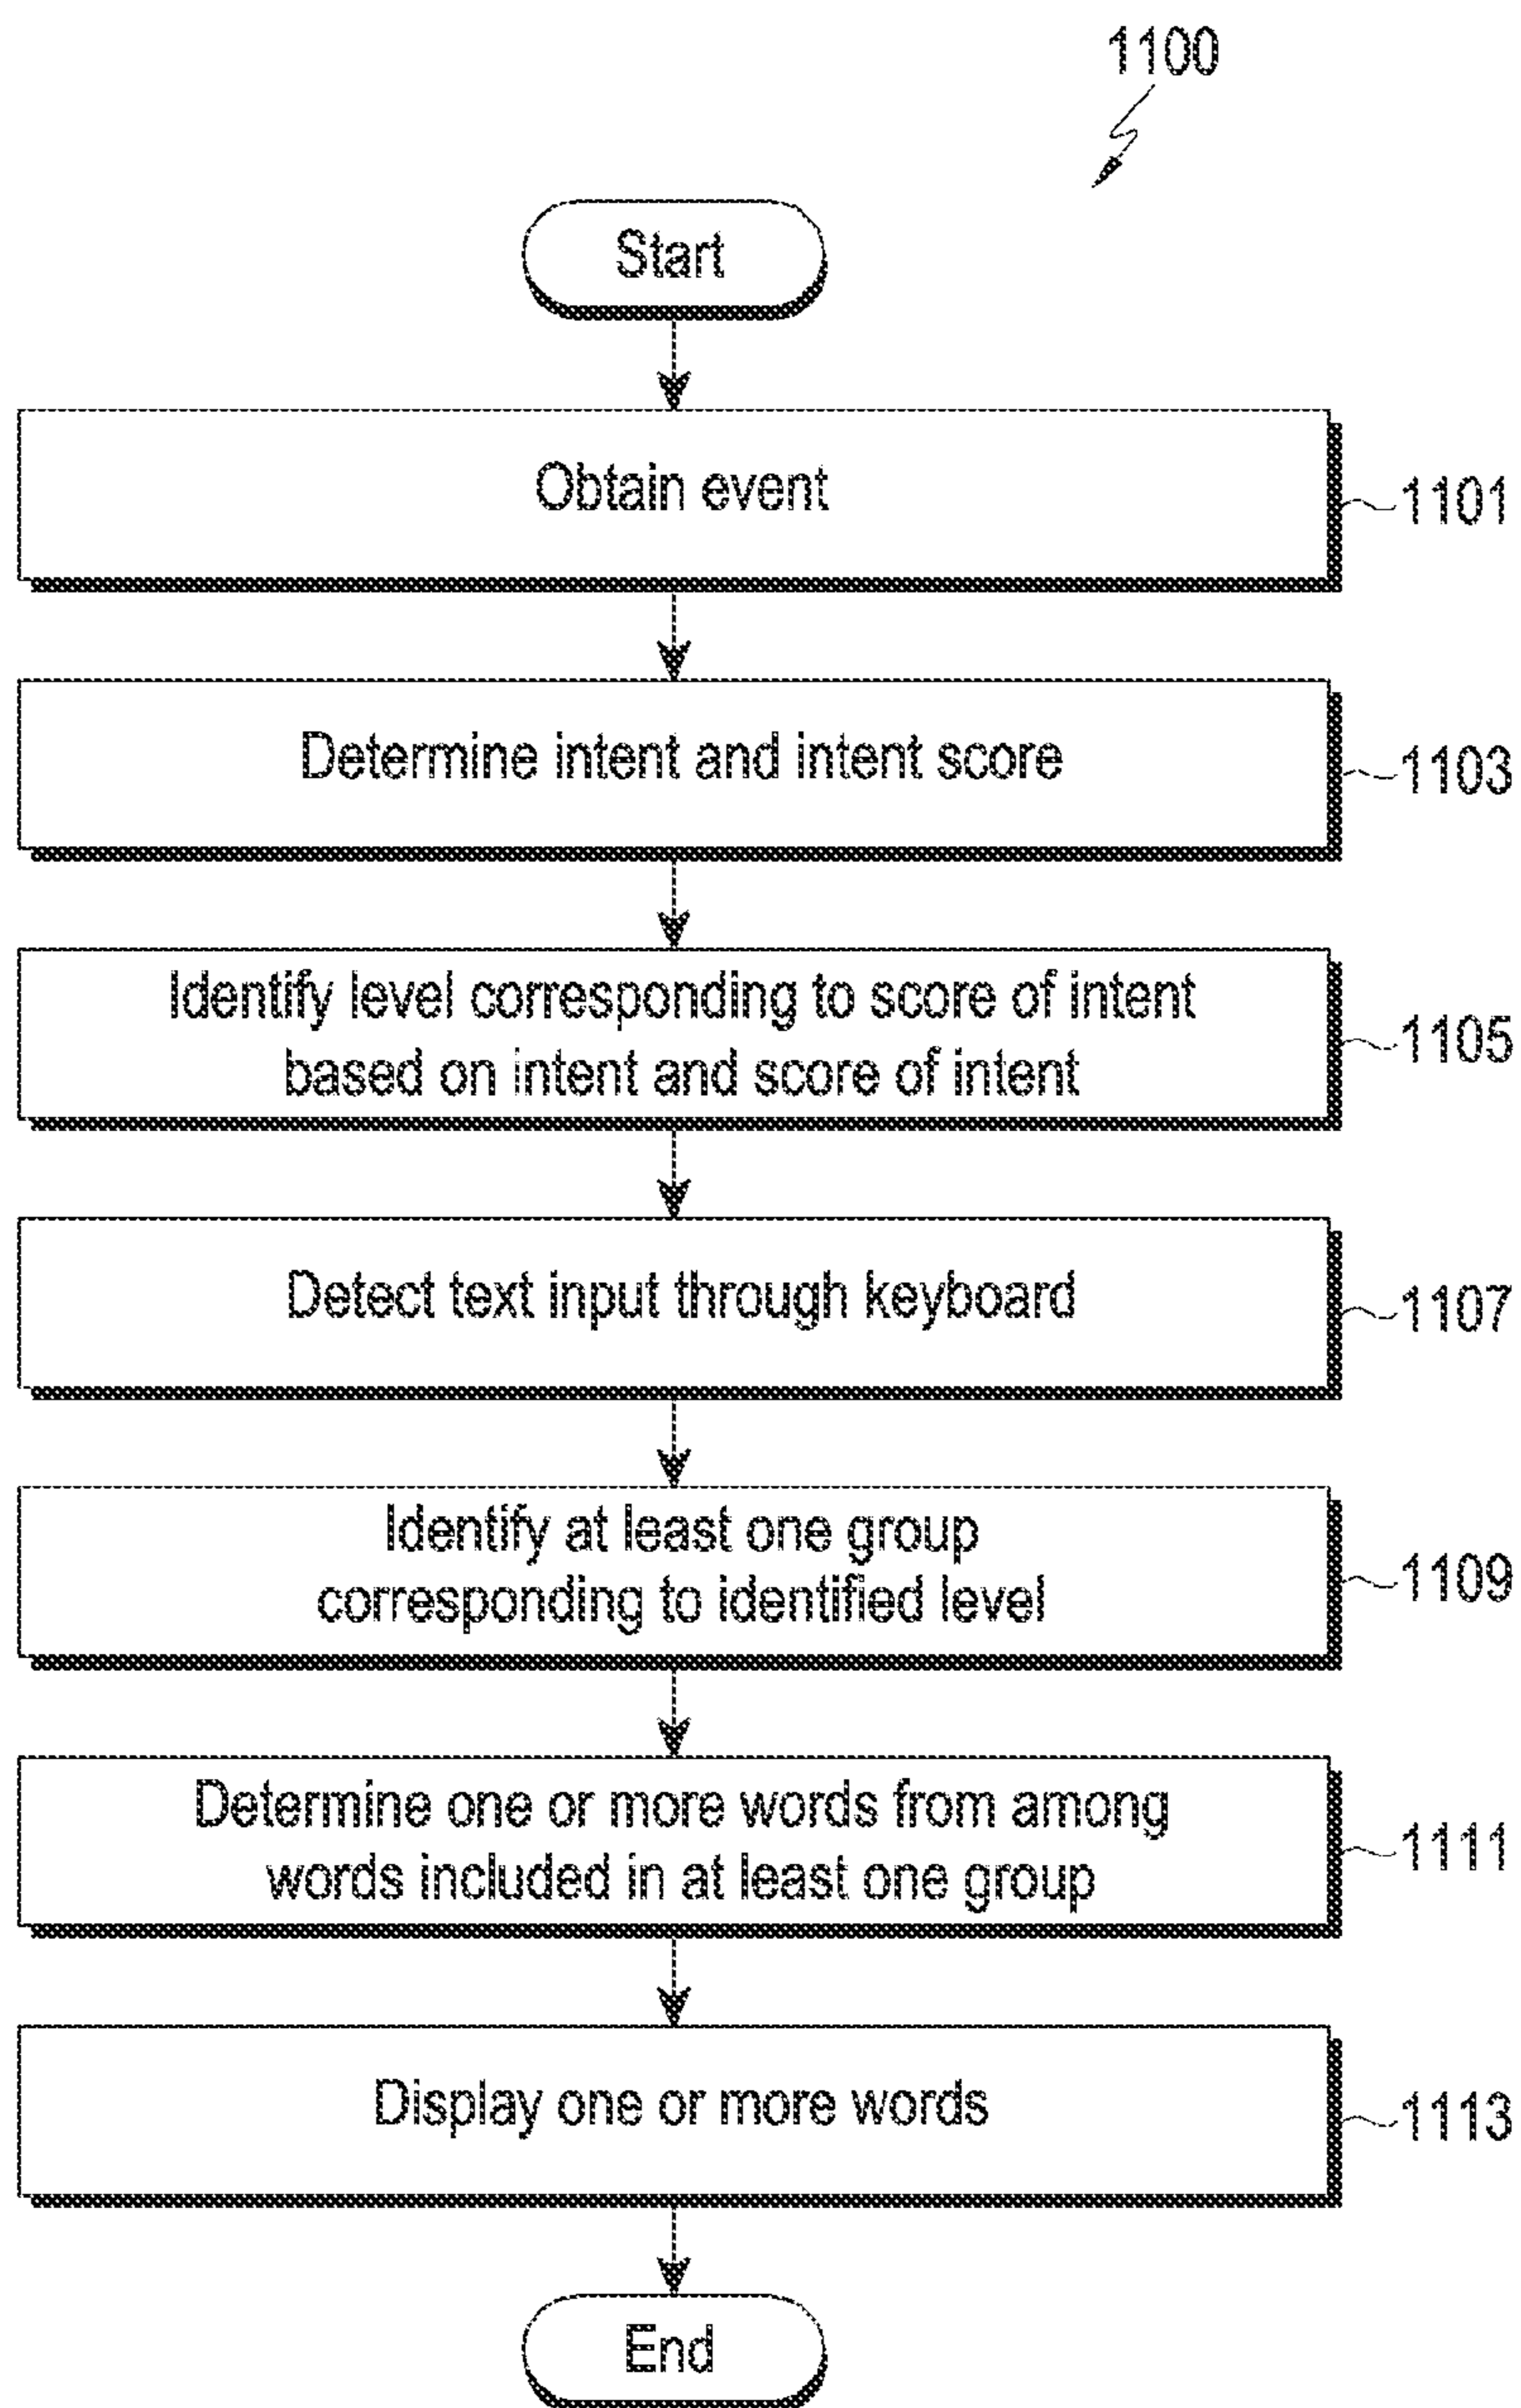 1100
Start
Obtain event
1101
Determine intent and intent score
1103
Identify level corresponding to score of intent
based on intent and score of intent
1105
Detect text input through keyboard
1107
Identify at least one group
corresponding to identified level
1109
Determine one or more words from among
words included in at least one group
1111
Display one or more words
1113
End